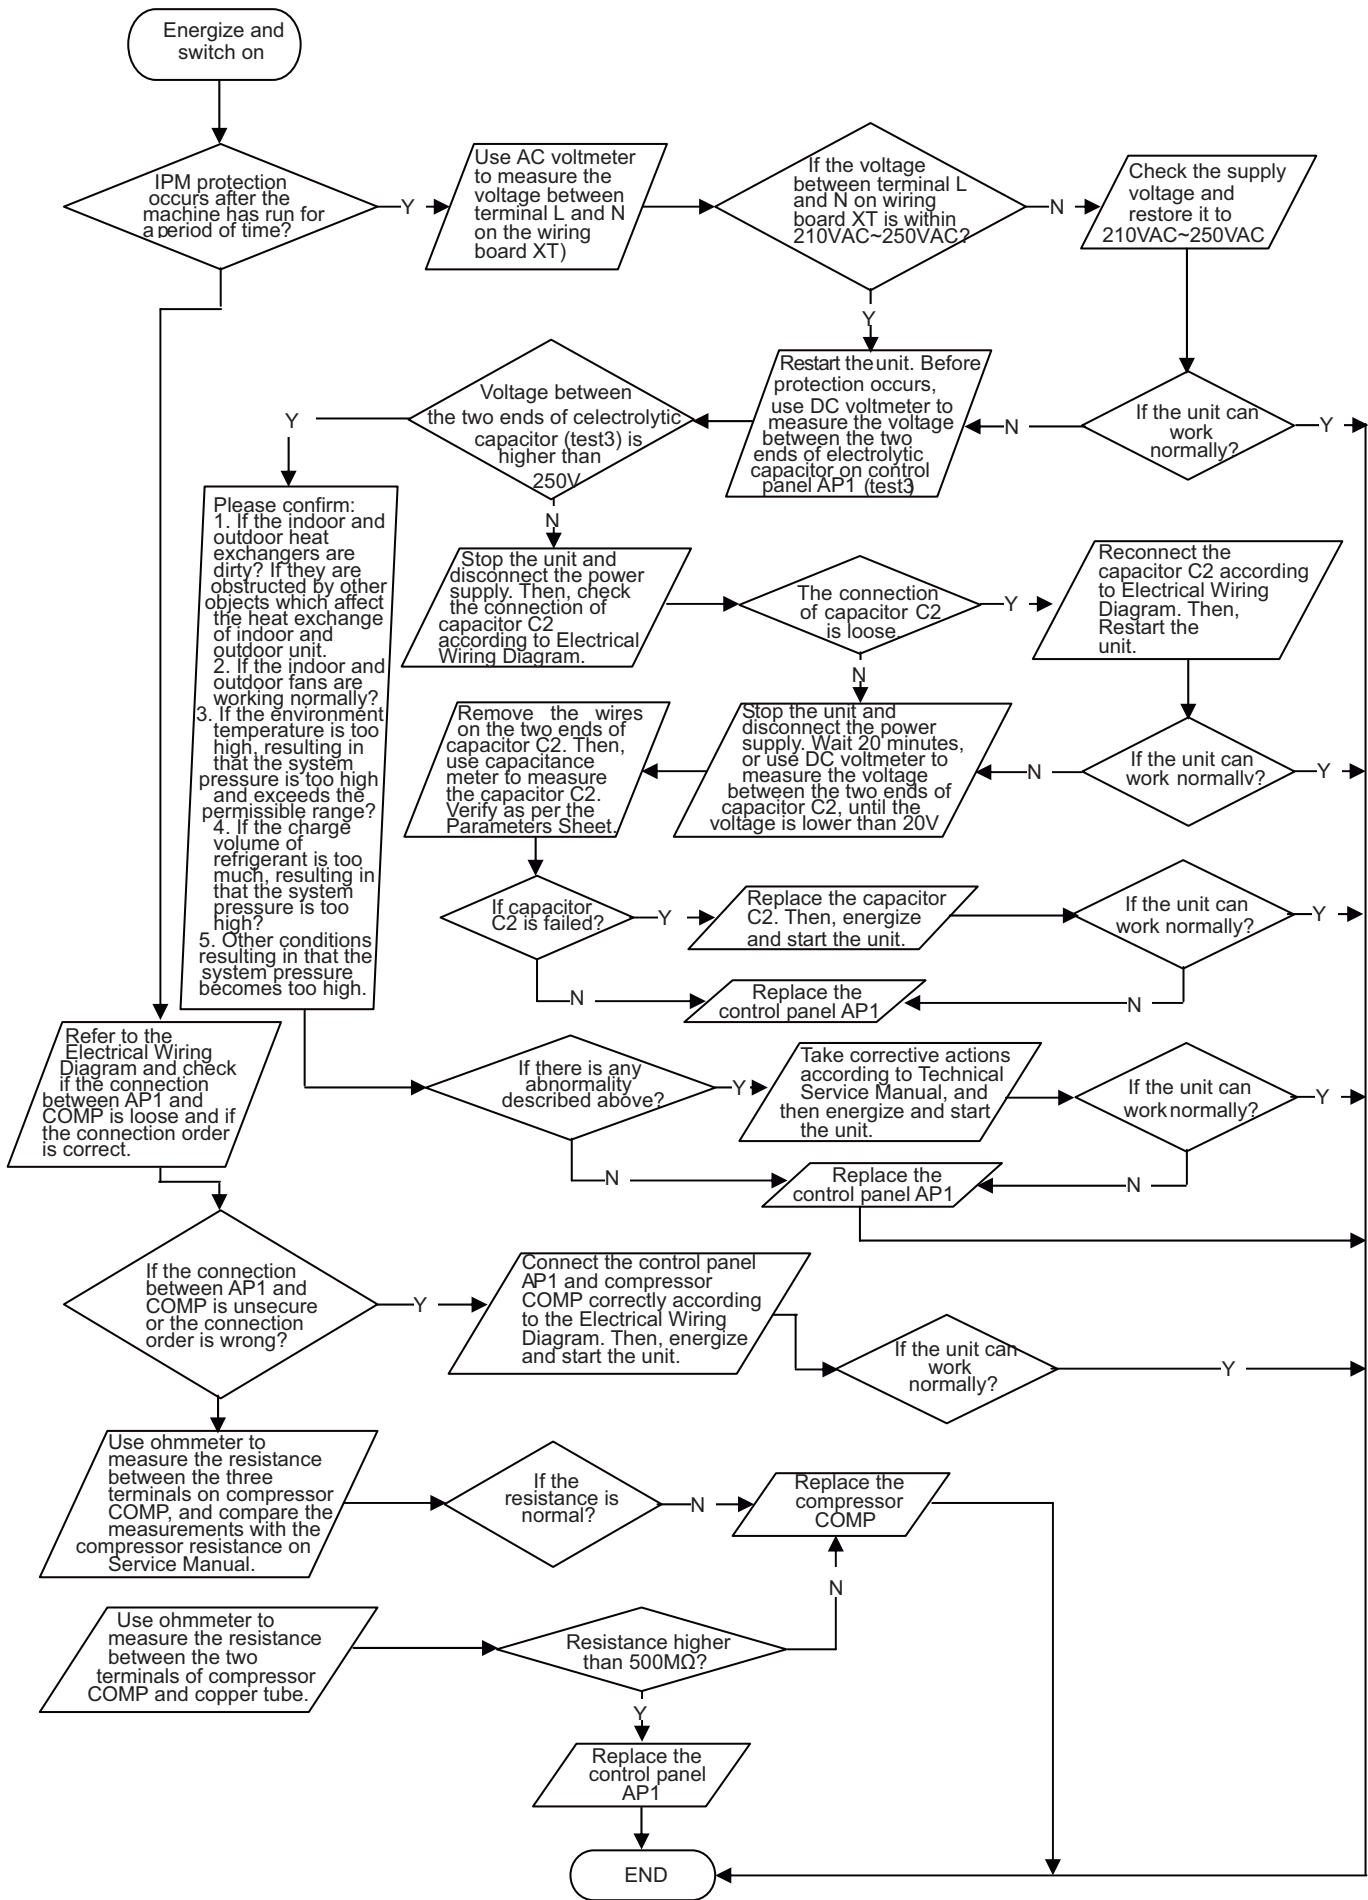 Energize and
switch on
IPM protection
occurs after the
machine has run for
a period of time?
Y
Use AC voltmeter
to measure the
voltage between
terminal L and N
on the wiring
board XT)
If the voltage
between terminal L
and N on wiring
board XT is within
210VAC~250VAC?
N
Check the supply
voltage and
restore it to
210VAC~250VAC
Y
Voltage between
the two ends of celectrolytic
capacitor (test3) is
higher than
250V
Y
Restart the unit. Before
protection occurs,
use DC voltmeter to
measure the voltage
between the two
ends of electrolytic
capacitor on control
panel AP1 (test3)
N
If the unit can
work
normally?
Y
Please confirm:
1. If the indoor and
outdoor heat
exchangers are
dirty? If they are
obstructed by other
objects which affect
the heat exchange
of indoor and
outdoor unit.
2. If the indoor and
outdoor fans are
working normally?
3. If the environment
temperature is too
high, resulting in
that the system
pressure is too high
and exceeds the
permissible range?
4. If the charge
volume of
refrigerant is too
much, resulting in
that the system
pressure is too
high?
5. Other conditions
resulting in that the
system pressure
becomes too high.
N
Stop the unit and
disconnect the power
supply. Then, check
the connection of
capacitor C2
according to Electrical
Wiring Diagram.
The connection
of capacitor C2
is loose.
Y
Reconnect the
capacitor C2 according
to Electrical Wiring
Diagram. Then,
Restart the
unit.
N
Remove the wires
on the two ends of
capacitor C2. Then,
use capacitance
meter to measure
the capacitor C2.
Verify as per the
Parameters Sheet.
Stop the unit and
disconnect the power
supply. Wait 20 minutes,
or use DC voltmeter to
measure the voltage
between the two ends of
capacitor C2, until the
voltage is lower than 20V
N
If the unit can
work normally?
Y
If capacitor
C2 is failed?
Y
Replace the capacitor
C2. Then, energize
and start the unit.
If the unit can
work normally?
Y
N
Replace the
control panel AP1
N
Refer to the
Electrical Wiring
Diagram and check
if the connection
between AP1 and
COMP is loose and if
the connection order
is correct.
If there is any
abnormality
described above?
Y
Take corrective actions
according to Technical
Service Manual, and
then energize and start
the unit.
If the unit can
work normally?
Y
N
Replace the
control panel AP1
N
If the connection
between AP1 and
COMP is unsecure
or the connection
order is wrong?
Y
Connect the control panel
AP1 and compressor
COMP correctly according
to the Electrical Wiring
Diagram. Then, energize
and start the unit.
If the unit can
work
normally?
Y
Use ohmmeter to
measure the resistance
between the three
terminals on compressor
COMP, and compare the
measurements with the
compressor resistance on
Service Manual.
If the
resistance is
normal?
N
Replace the
compressor
COMP
N
Use ohmmeter to
measure the resistance
between the two
terminals of compressor
COMP and copper tube.
Resistance higher
than 500MΩ?
Y
Replace the
control panel
AP1
END